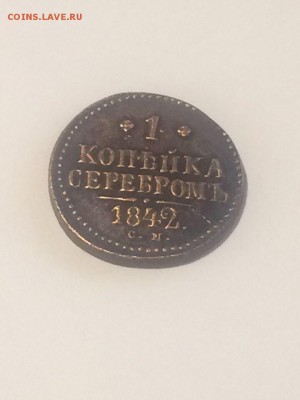 COINS.LAVE.RU
1
КОПѢЙКА
СЕРЕБРОМЪ
1842.
С. М.